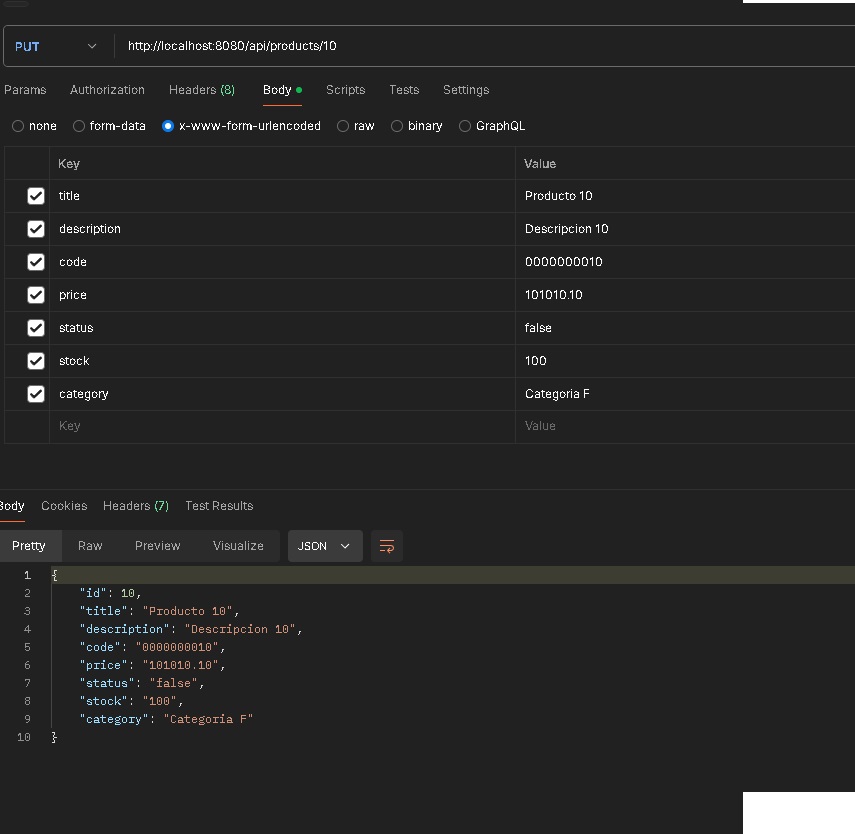 PUT http://localhost:8080/api/products/10
Params Authorization Headers (8) Body Scripts Tests Settings
none form-data x-www-form-urlencoded raw binary GraphQL
Key Value
title Producto 10
description Descripcion 10
code 0000000010
price 101010.10
status false
stock 100
category Categoria F
Key Value
Body Cookies Headers (7) Test Results
Pretty Raw Preview Visualize JSON
1 {
2 "id": 10,
3 "title": "Producto 10",
4 "description": "Descripcion 10",
5 "code": "0000000010",
6 "price": "101010.10",
7 "status": "false",
8 "stock": "100",
9 "category": "Categoria F"
10 }